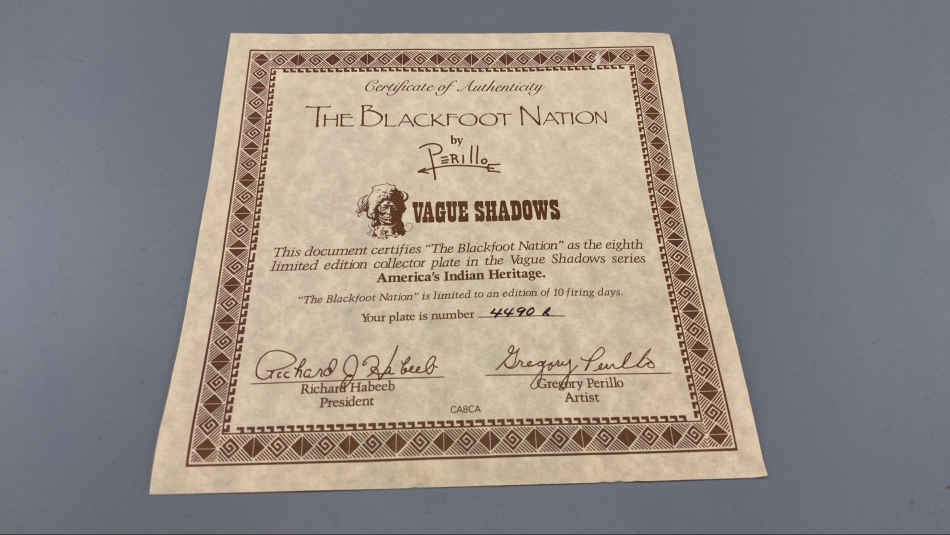 Certificate of Authenticity
THE BLACKFOOT NATION
by
PERILLO
VAGUE SHADOWS
This document certifies “The Blackfoot Nation” as the eighth
limited edition collector plate in the Vague Shadows series
America's Indian Heritage.
“The Blackfoot Nation” is limited to an edition of 10 firing days.
Your plate is number 4490
Richard J Habeeb
Richard Habeeb
President
Gregory Perillo
Gregory Perillo
Artist
CA8CA